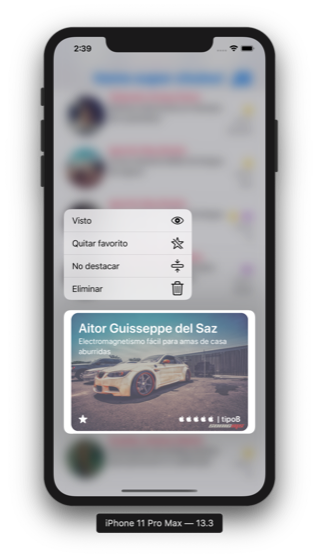 2:39
Visto
Quitar favorito
No destacar
Eliminar
Aitor Guisseppe del Saz
Electromagnetismo fácil para amas de casa
aburridas
| tipoB
iPhone 11 Pro Max — 13.3